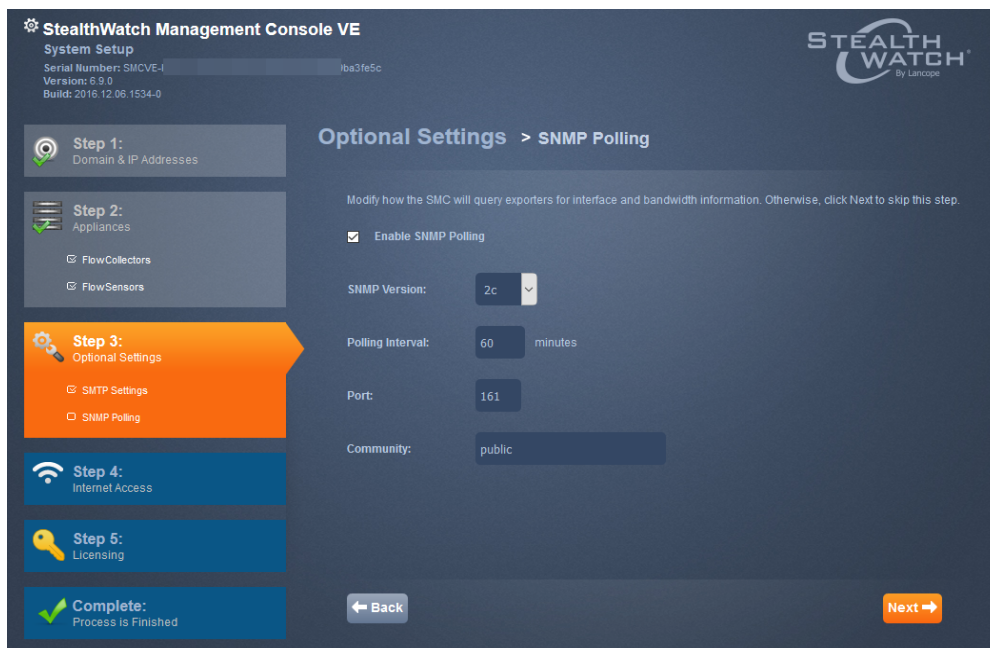 StealthWatch Management Console VE
System Setup
Serial Number: SMCVE-
ba3fe5c
Version: 6.9.0
Build: 2016.12.06.1534-0
STEALTH
WATCH
By Lancope
Step 1:
Domain & IP Addresses
Step 2:
Appliances
FlowCollectors
FlowSensors
Step 3:
Optional Settings
SMTP Settings
SNMP Polling
Step 4:
Internet Access
Step 5:
Licensing
Complete:
Process is Finished
Optional Settings > SNMP Polling
Modify how the SMC will query exporters for interface and bandwidth information. Otherwise, click Next to skip this step.
Enable SNMP Polling
SNMP Version: 2c
Polling Interval: 60 minutes
Port: 161
Community: public
Back
Next